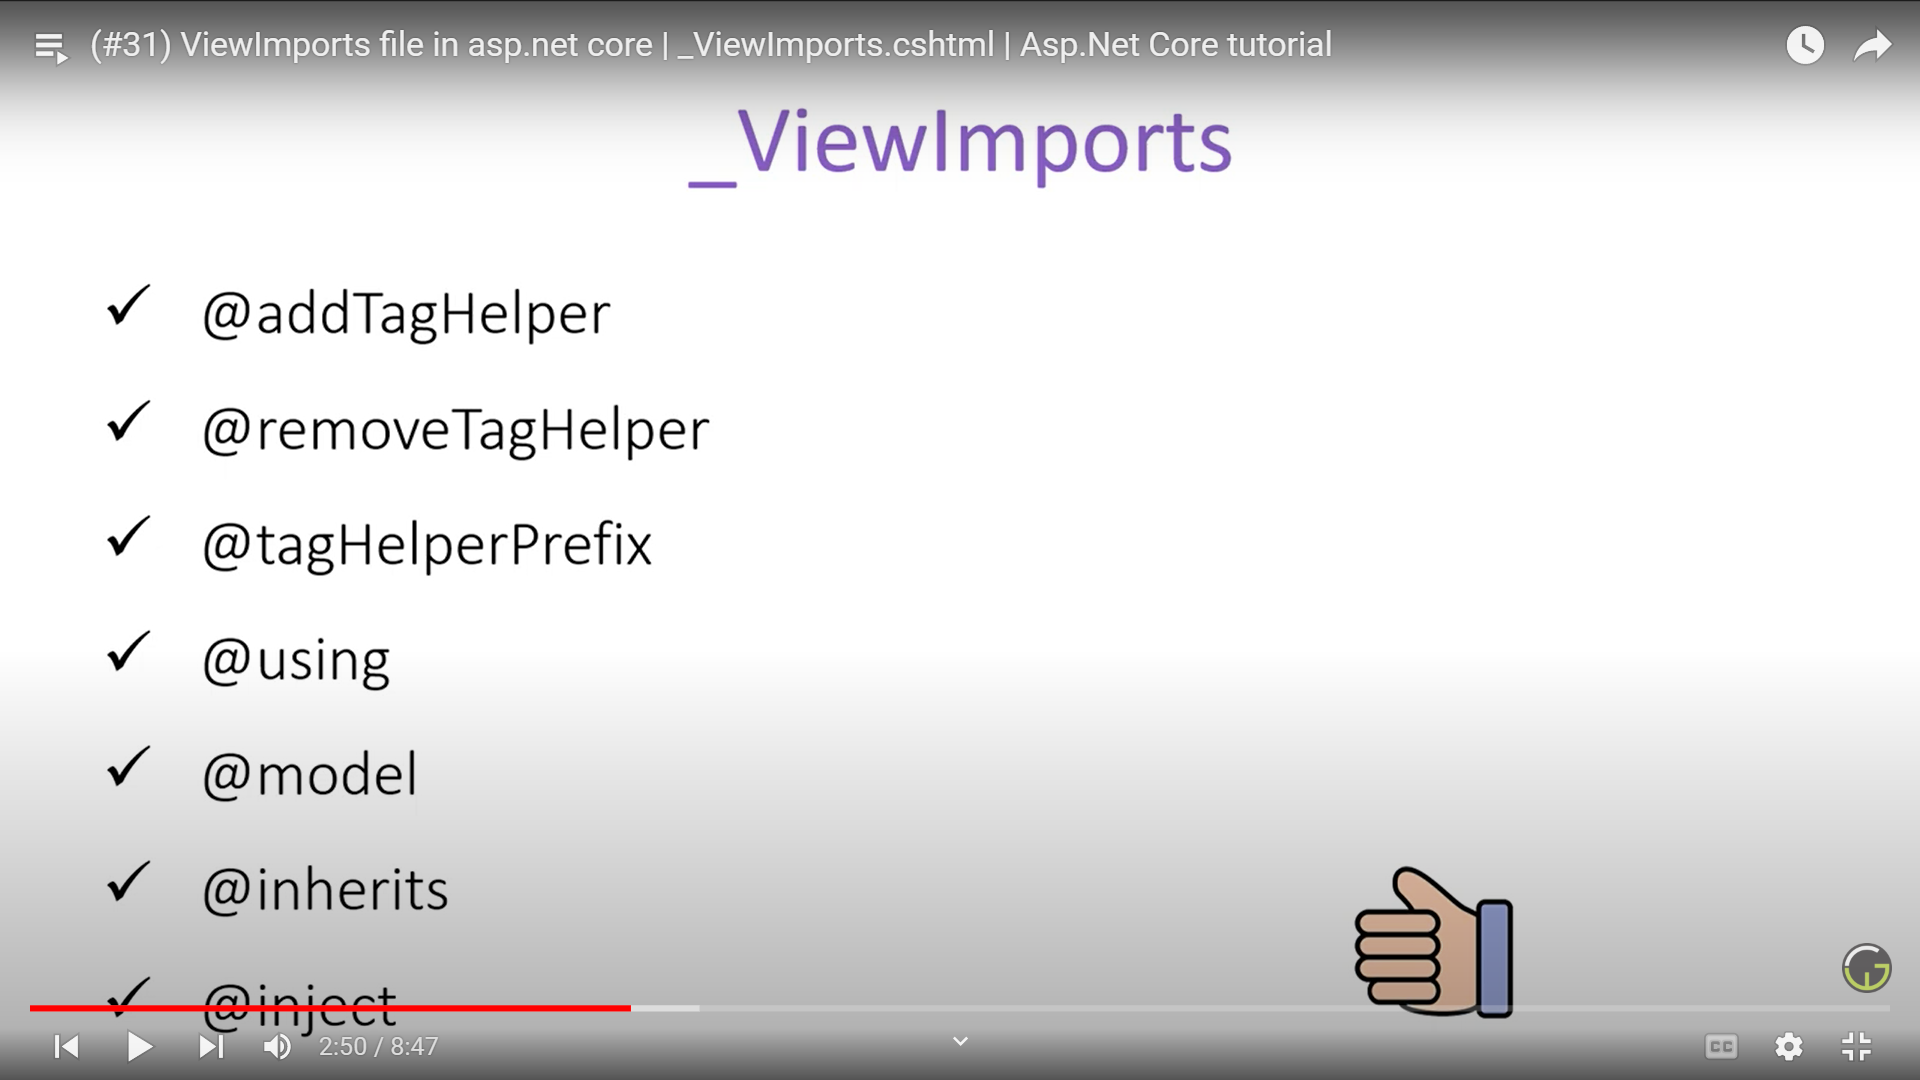 (#31) ViewImports file in asp.net core | _ViewImports.cshtml | Asp.Net Core tutorial
_ViewImports
@addTagHelper
@removeTagHelper
@tagHelperPrefix
@using
@model
@inherits
@inject
2:50 / 8:47
CC